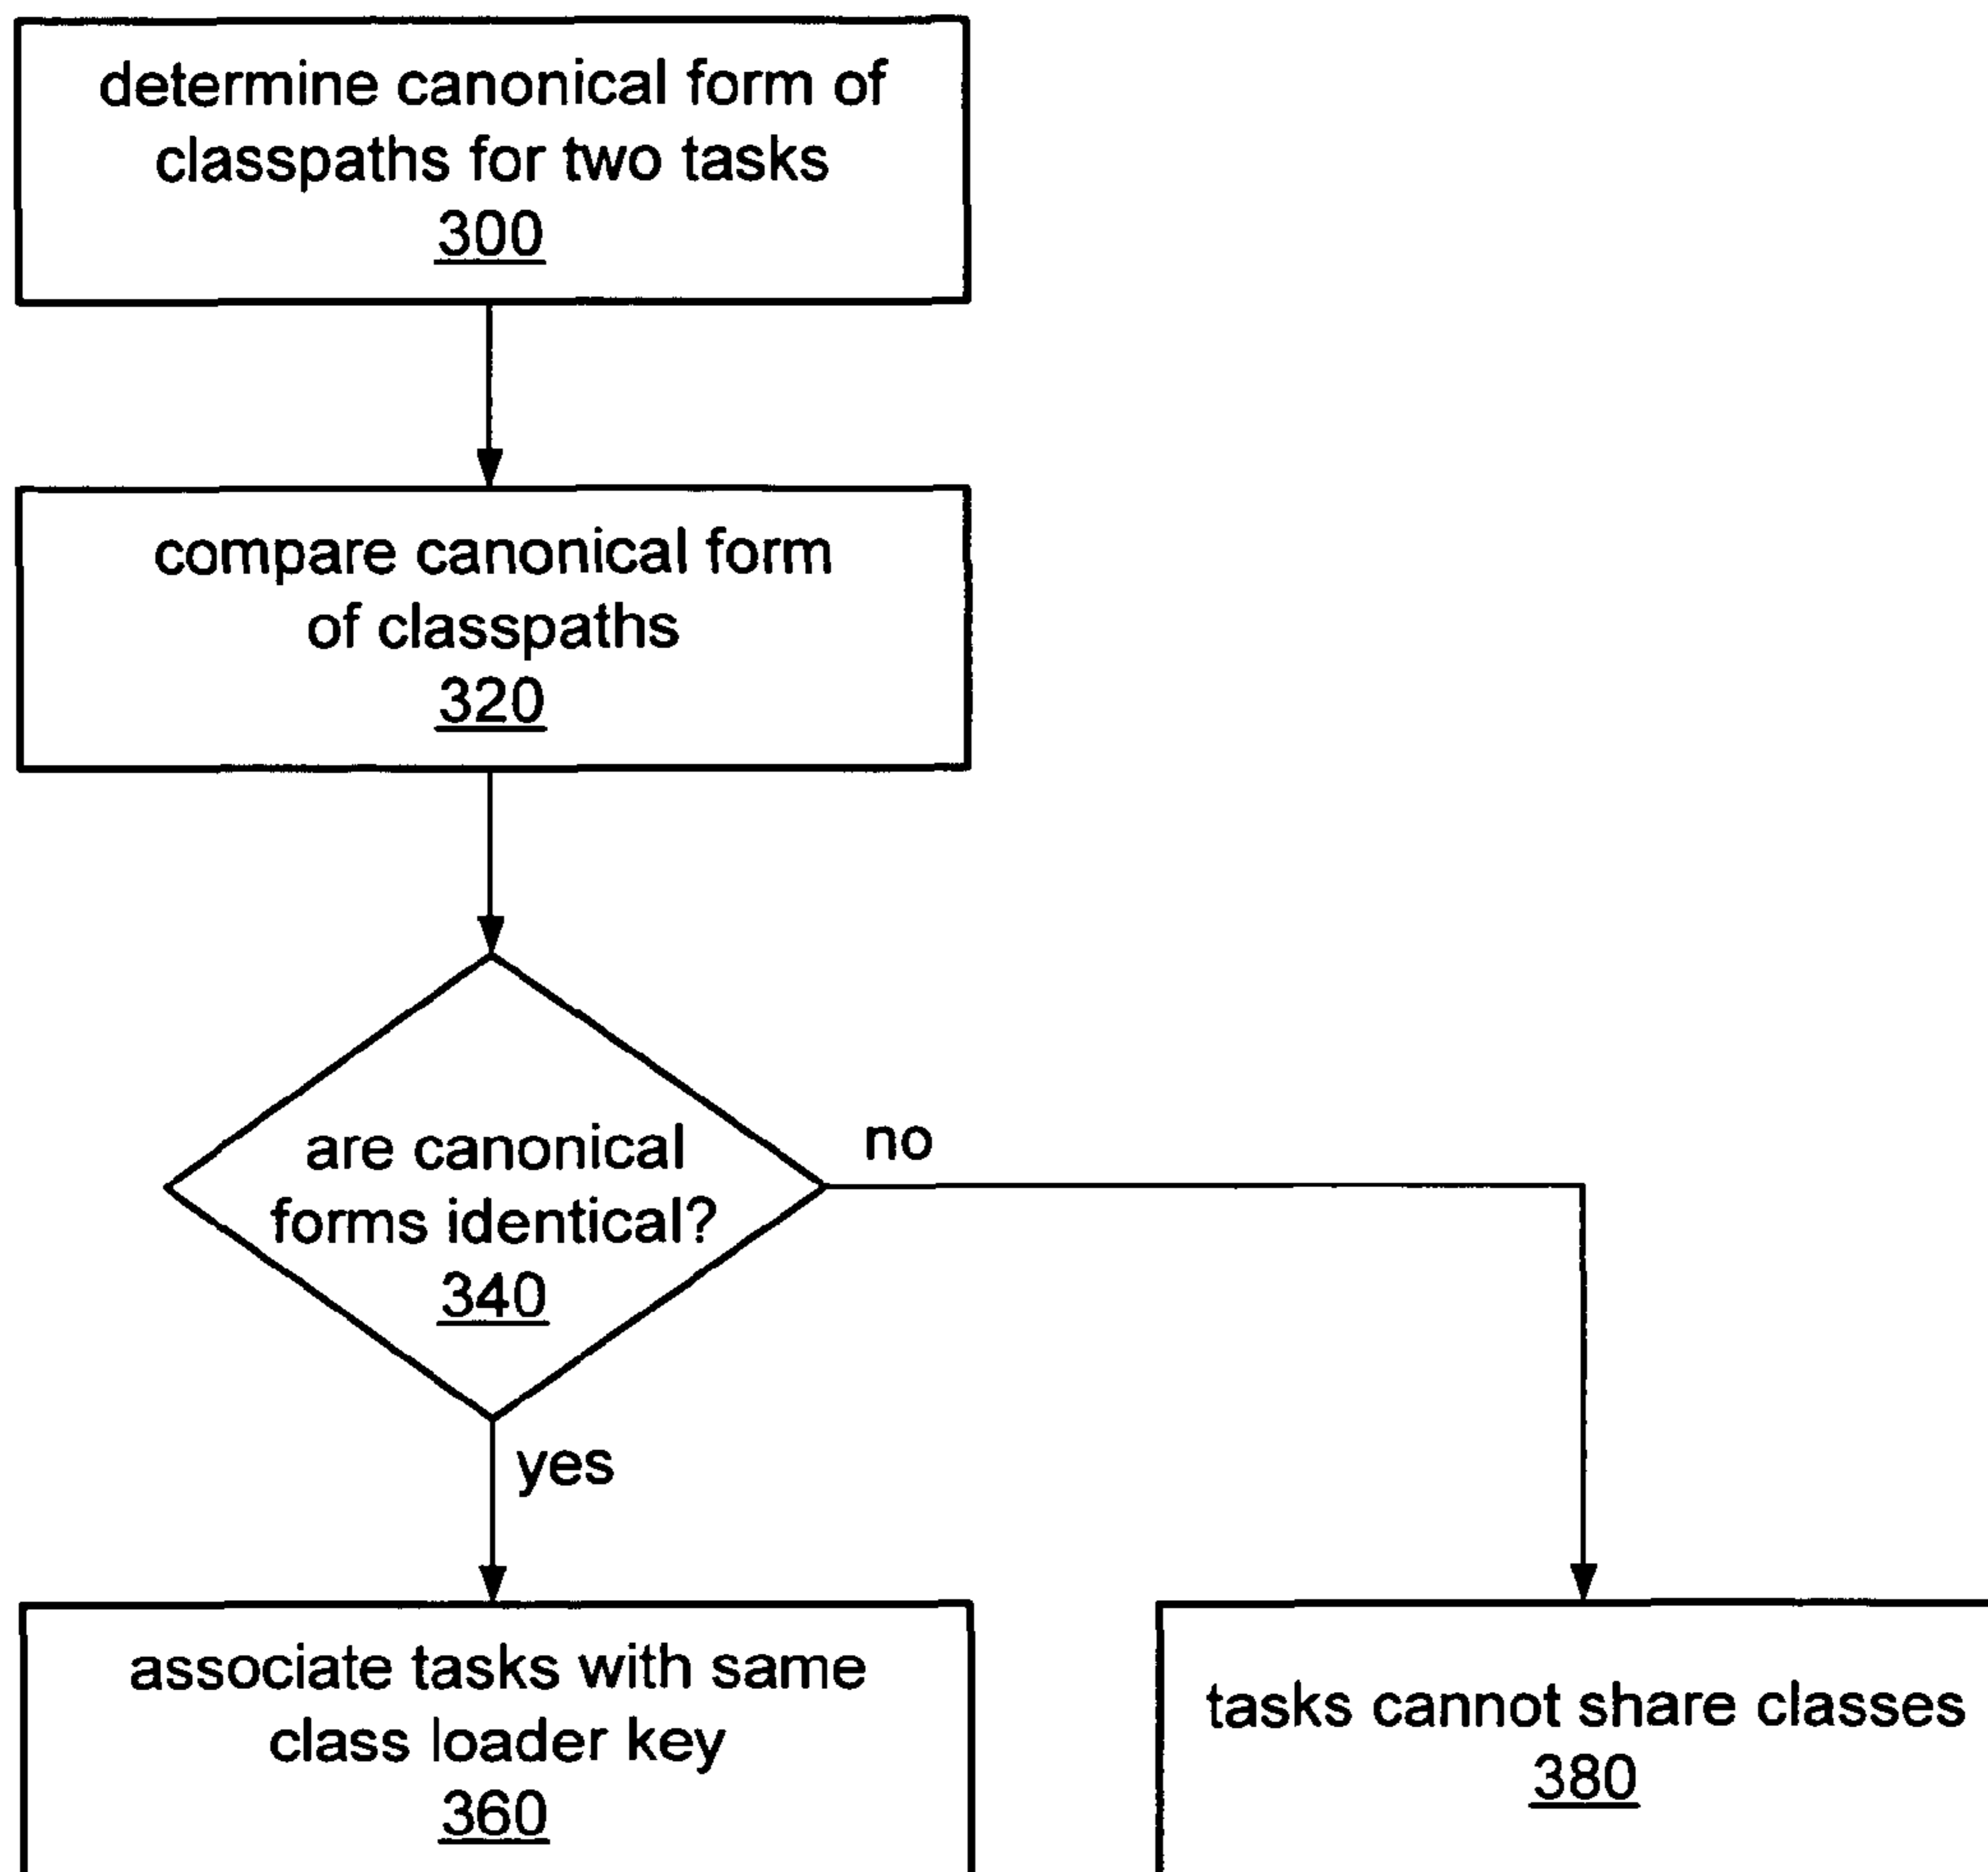 determine canonical form of
classpaths for two tasks
300
compare canonical form
of classpaths
320
are canonical
forms identical?
340
no
yes
associate tasks with same
class loader key
360
tasks cannot share classes
380